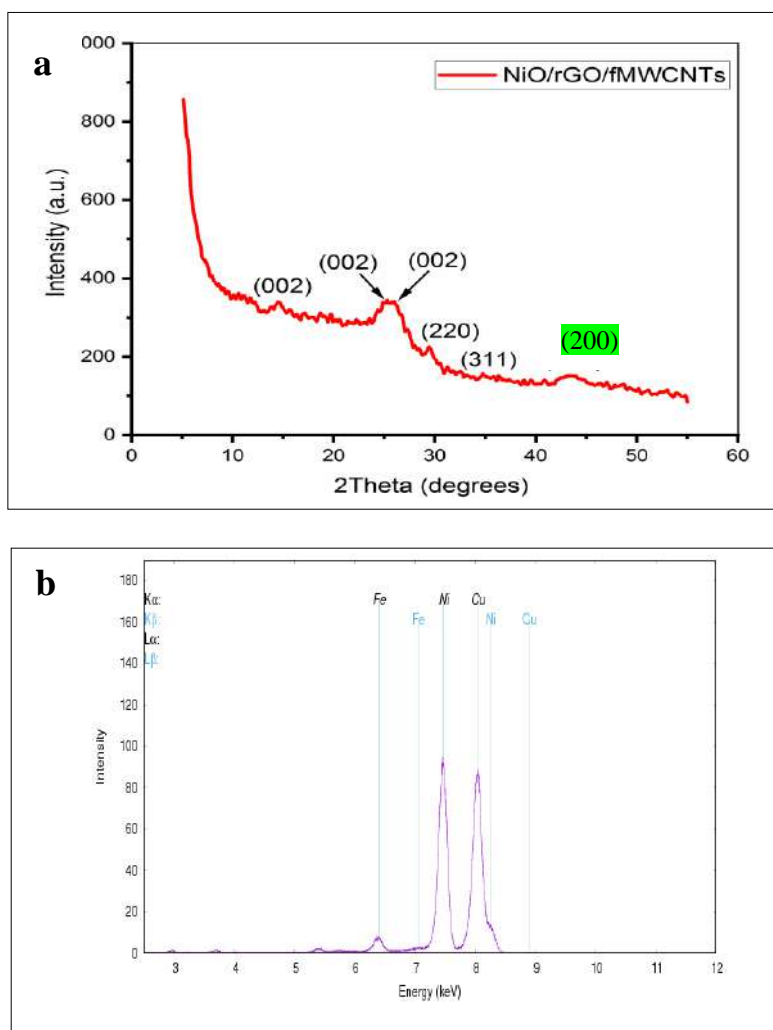 a
000
NiO/rGO/fMWCNTs
800
600
400
200
0
Intensity (a.u.)
(002)
(002)
(002)
(220)
(311)
(200)
0
10
20
30
40
50
60
2Theta (degrees)
b
180
160
140
120
100
80
60
40
20
0
Intensity
Kα:
Kβ:
Lα:
Lβ:
Fe
Ni
Cu
Fe
Ni
Cu
3
4
5
6
7
8
9
10
11
12
Energy (keV)